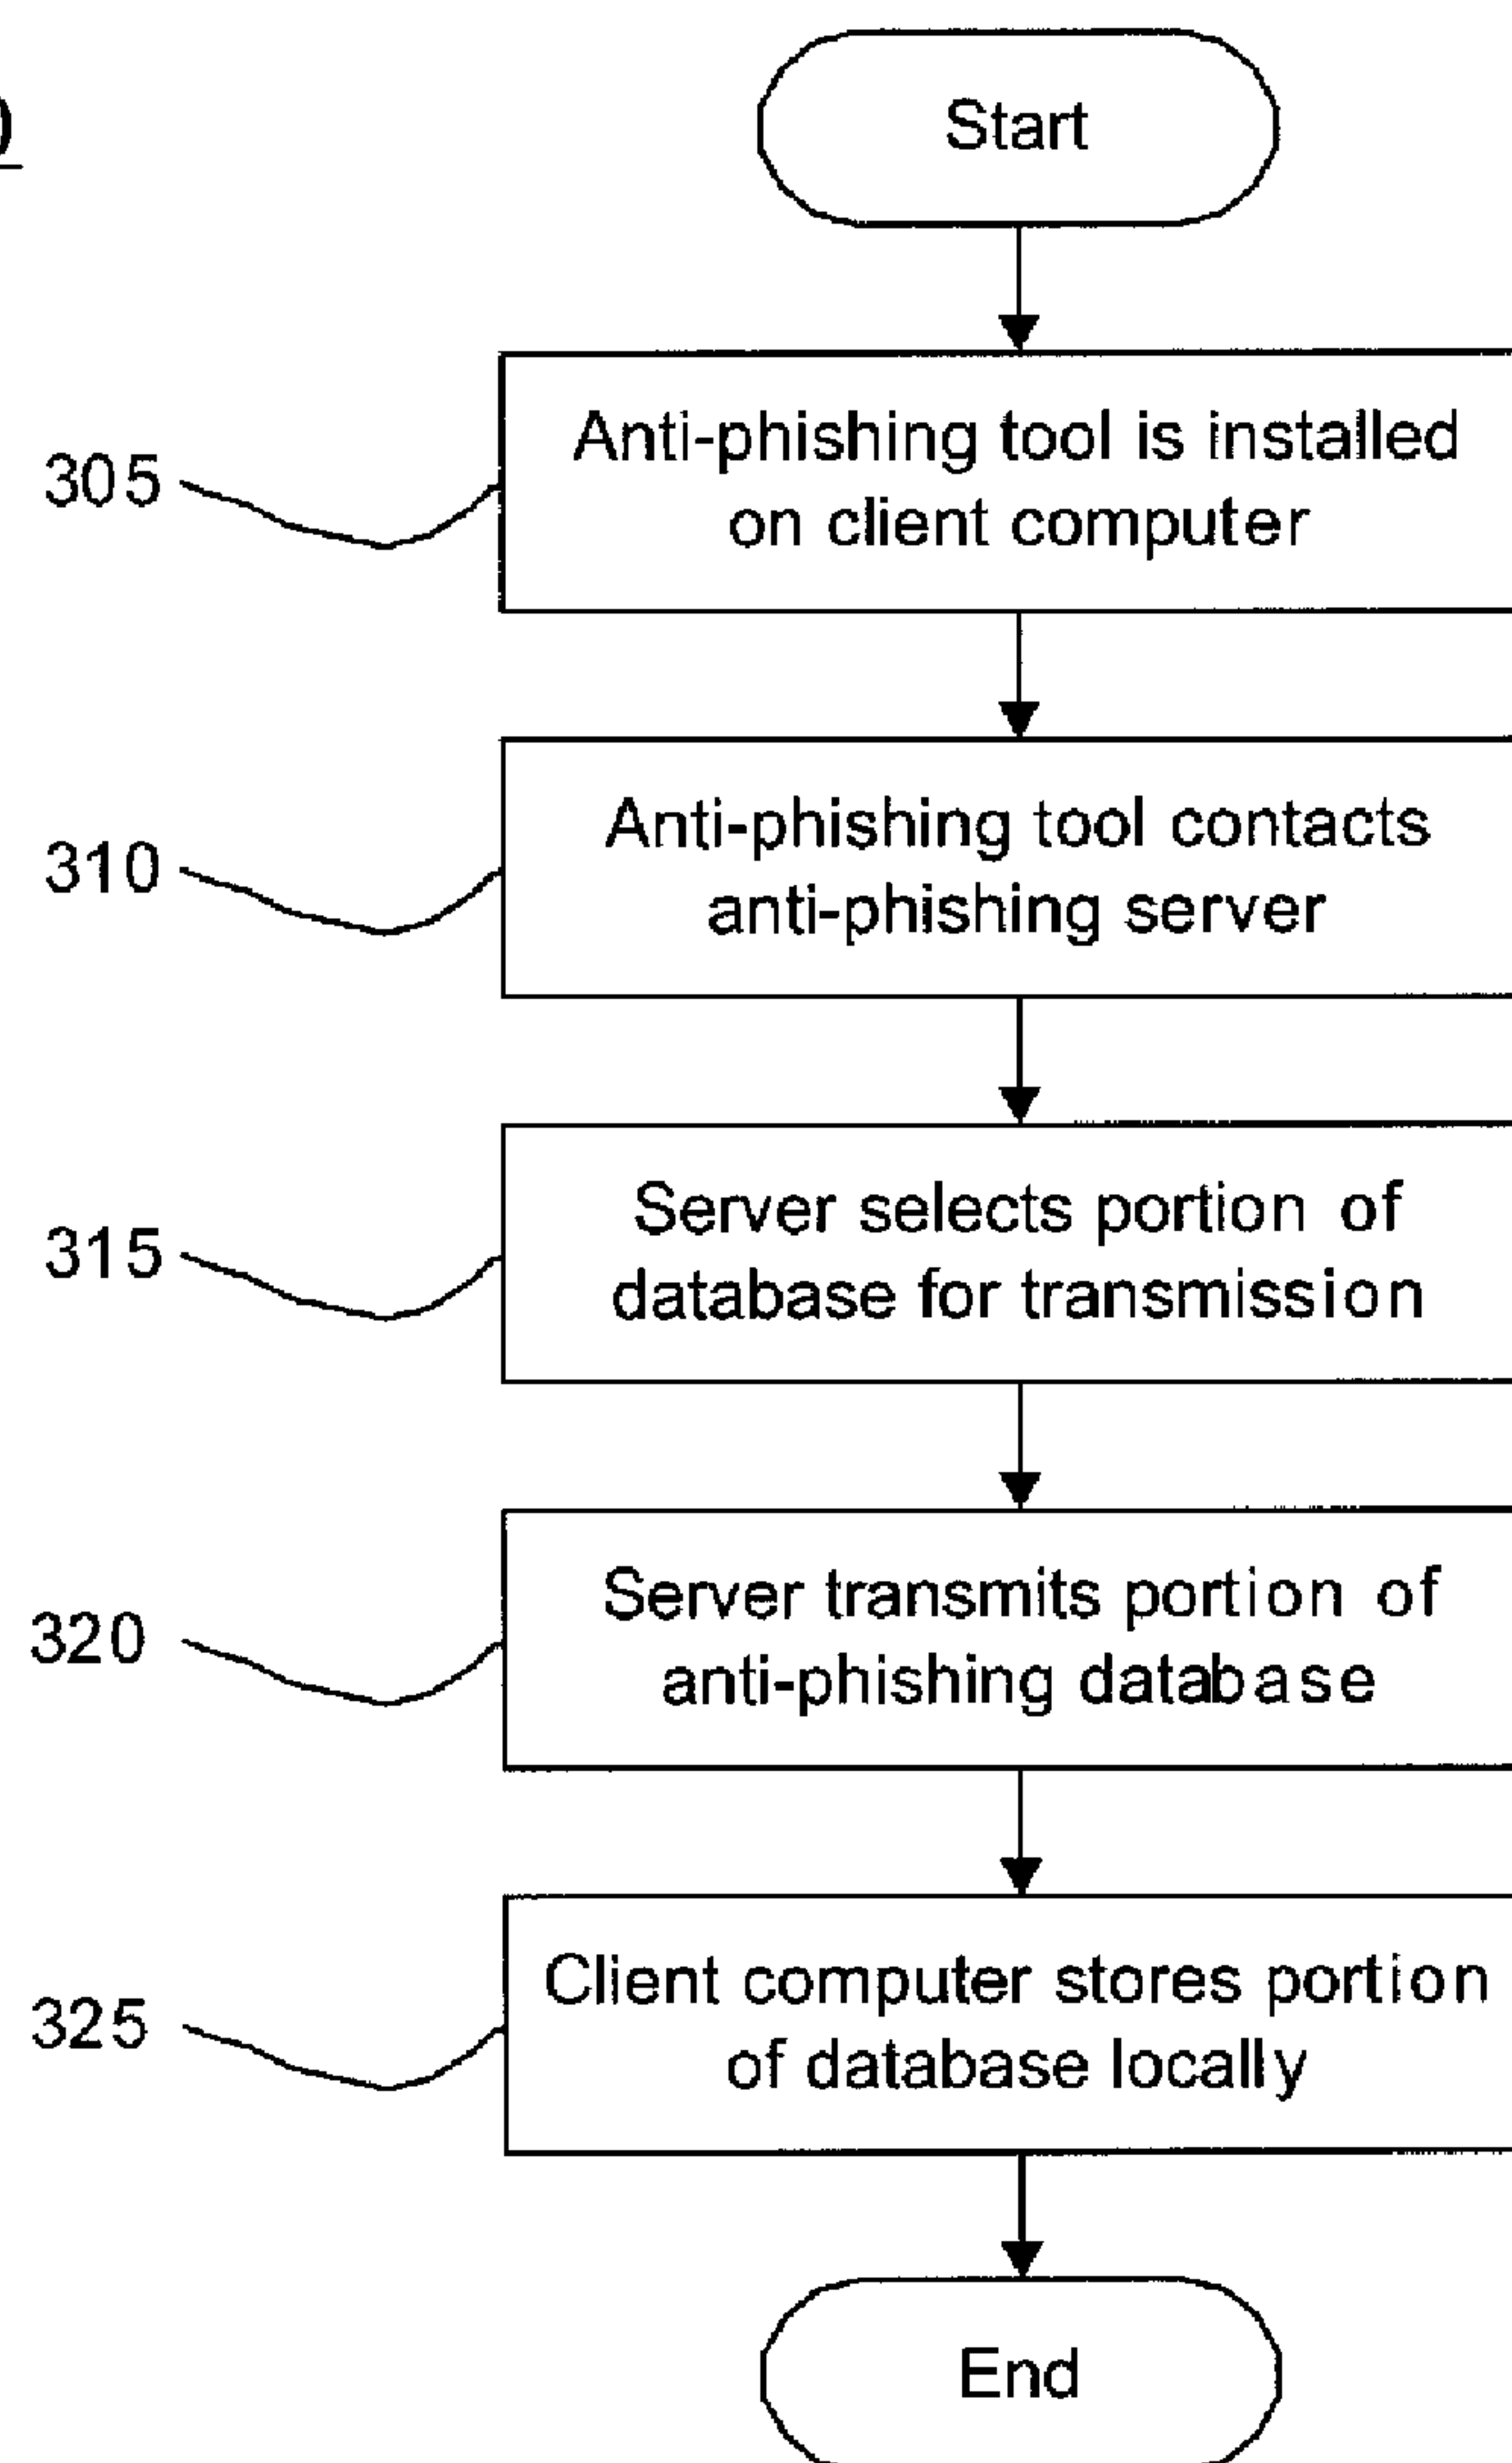 Start
305
Anti-phishing tool is installed
on client computer
310
Anti-phishing tool contacts
anti-phishing server
315
Server selects portion of
database for transmission
320
Server transmits portion of
anti-phishing database
325
Client computer stores portion
of database locally
End